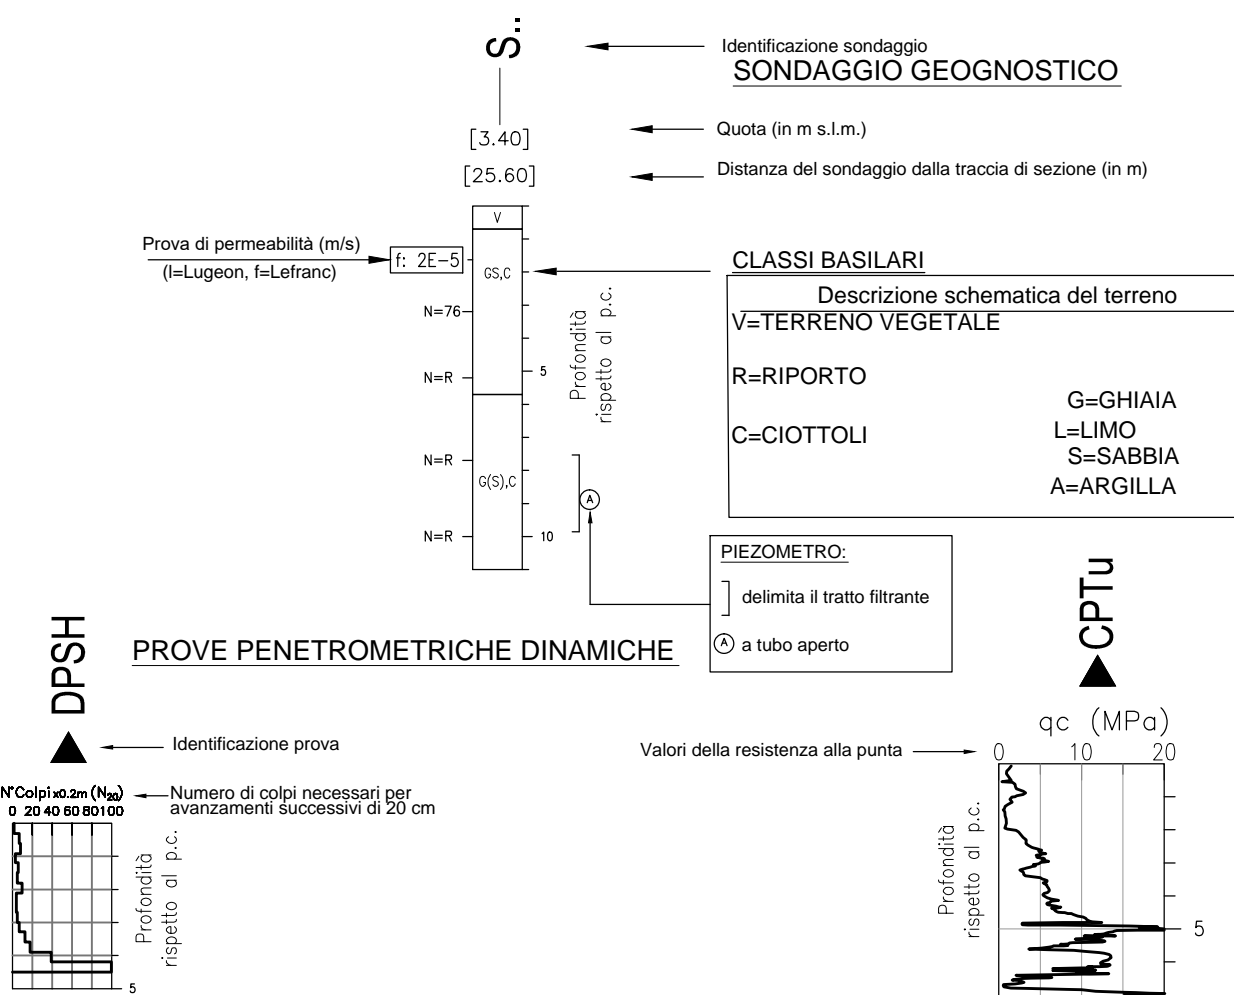 S..
Identificazione sondaggio
SONDAGGIO GEOGNOSTICO
[3.40]
Quota (in m s.l.m.)
[25.60]
Distanza del sondaggio dalla traccia di sezione (in m)
V
Prova di permeabilità (m/s)
(l=Lugeon, f=Lefranc)
f: 2E-5
GS,C
N=76
N=R
5
Profondità
rispetto al p.c.
N=R
G(S),C
A
N=R
10
CLASSI BASILARI
Descrizione schematica del terreno
V=TERRENO VEGETALE
R=RIPORTO
G=GHIAIA
C=CIOTTOLI
L=LIMO
S=SABBIA
A=ARGILLA
PIEZOMETRO:
delimita il tratto filtrante
A a tubo aperto
DPSH
PROVE PENETROMETRICHE DINAMICHE
CPTu
Identificazione prova
N°Colpi x0.2m (N20)
0 20 40 60 80 100
Numero di colpi necessari per
avanzamenti successivi di 20 cm
Profondità
rispetto al p.c.
5
Valori della resistenza alla punta
qc (MPa)
0 10 20
Profondità
rispetto al p.c.
5